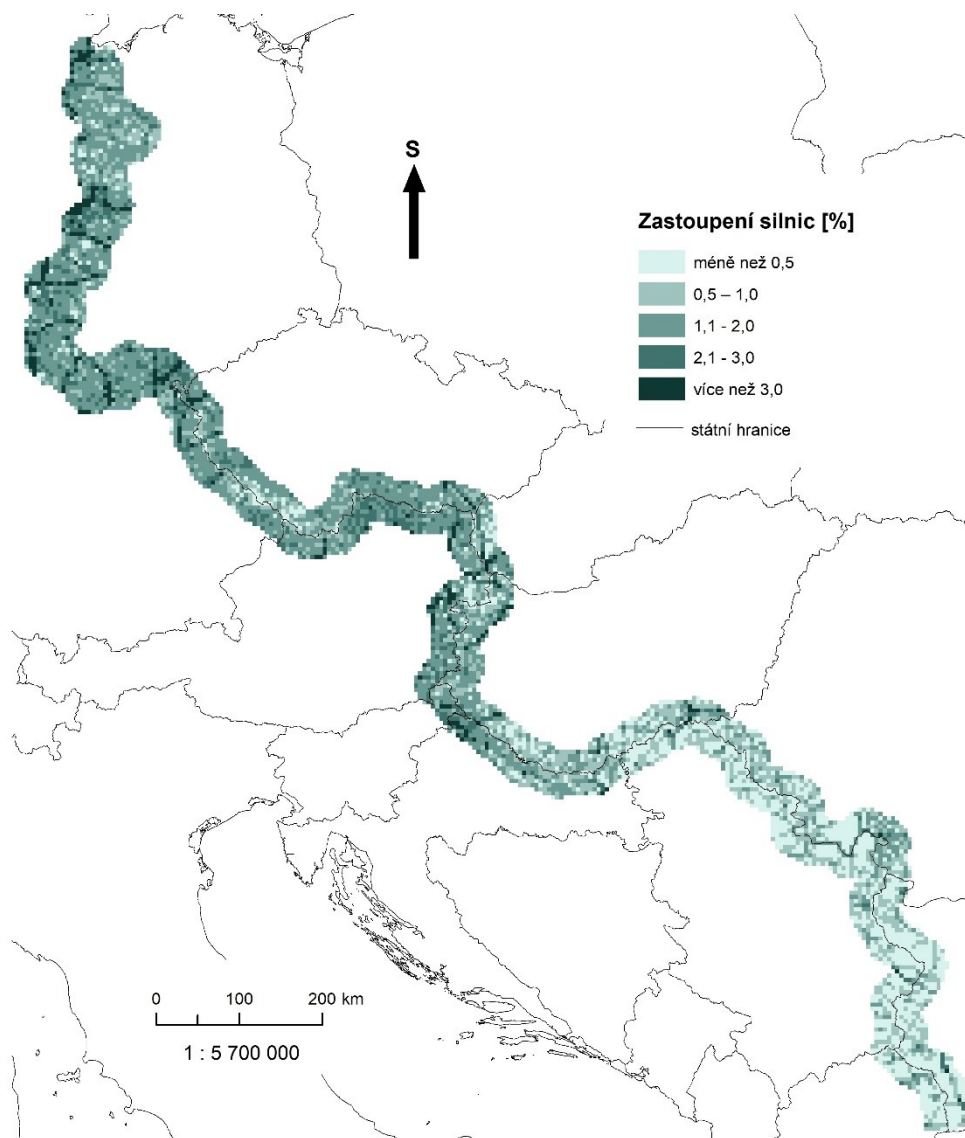 S
Zastoupení silnic [%]
méně než 0,5
0,5 – 1,0
1,1 - 2,0
2,1 - 3,0
více než 3,0
státní hranice
0 100 200 km
1 : 5 700 000